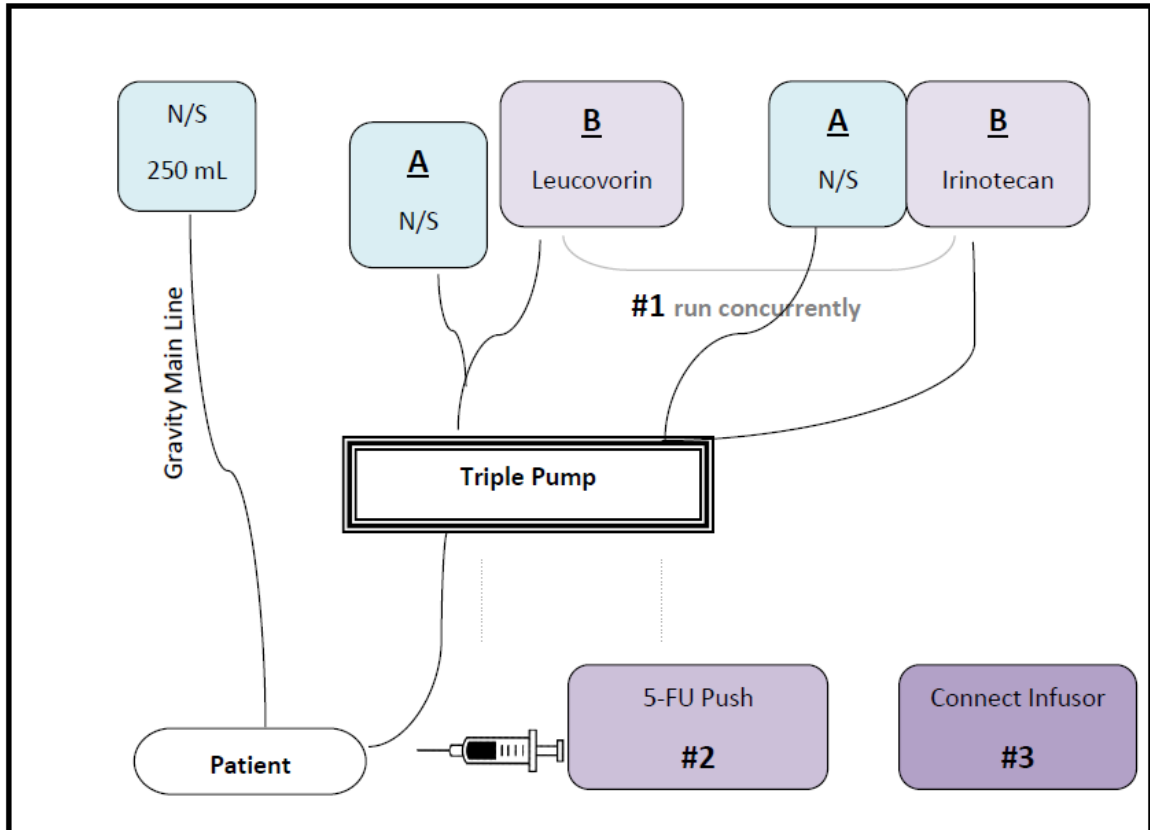 N/S
250 mL
A
N/S
B
Leucovorin
A
N/S
B
Irinotecan
#1 run concurrently
Gravity Main Line
Triple Pump
Patient
5-FU Push
#2
Connect Infusor
#3